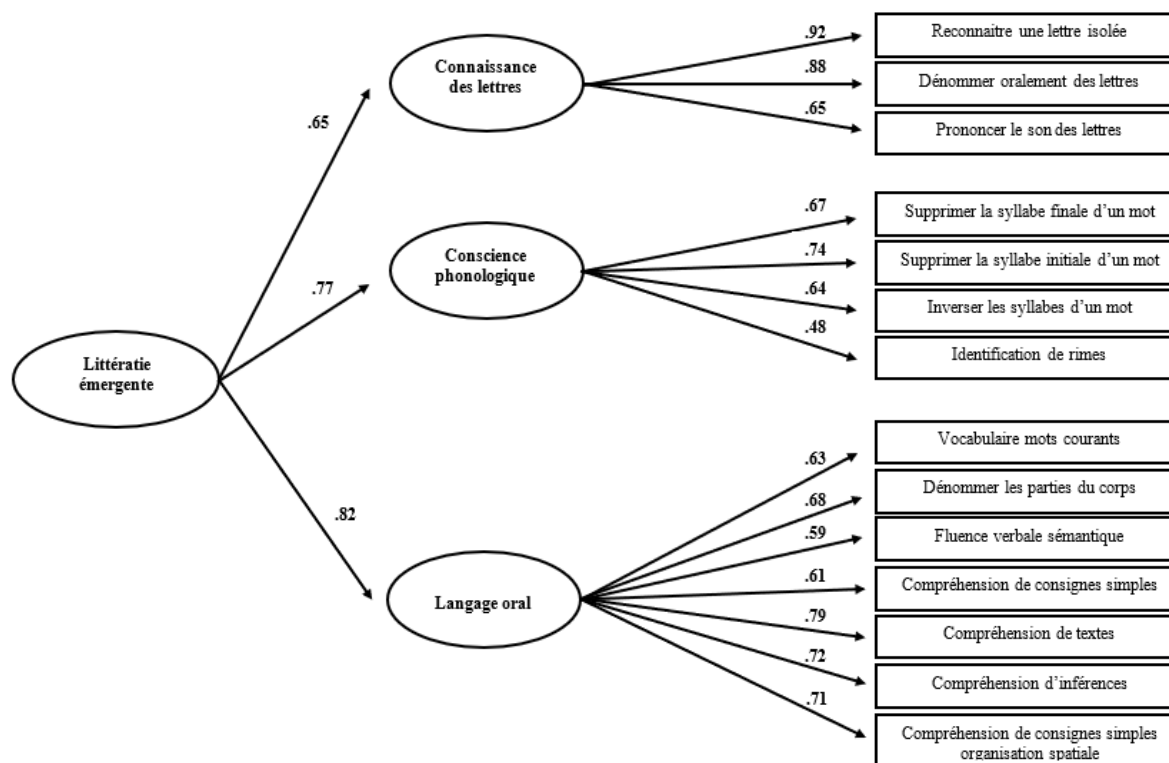 .92
Reconnaitre une lettre isolée
Connaissance
des lettres
.88
Dénommer oralement des lettres
.65
Prononcer le son des lettres
.65
.67
Supprimer la syllabe finale d'un mot
Conscience
phonologique
.74
Supprimer la syllabe initiale d'un mot
.64
Inverser les syllabes d'un mot
.48
Identification de rimes
.77
Littératie
émergente
.82
Langage oral
.63
Vocabulaire mots courants
.68
Dénommer les parties du corps
.59
Fluence verbale sémantique
.61
Compréhension de consignes simples
.79
Compréhension de textes
.72
Compréhension d'inférences
.71
Compréhension de consignes simples
organisation spatiale